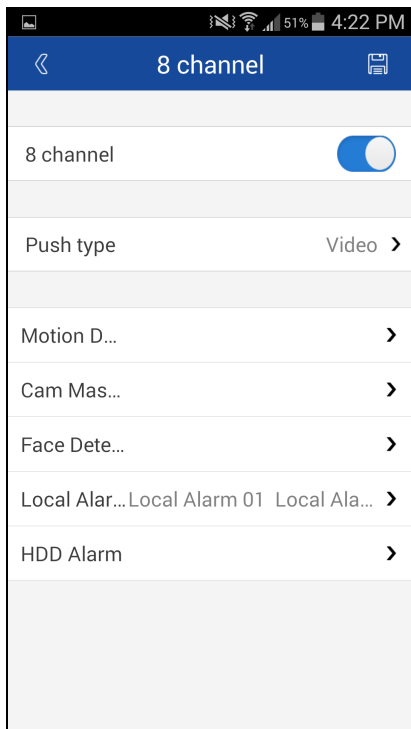 51% 4:22 PM
8 channel
8 channel
Push type Video
Motion D...
Cam Mas...
Face Dete...
Local Alar... Local Alarm 01 Local Ala...
HDD Alarm